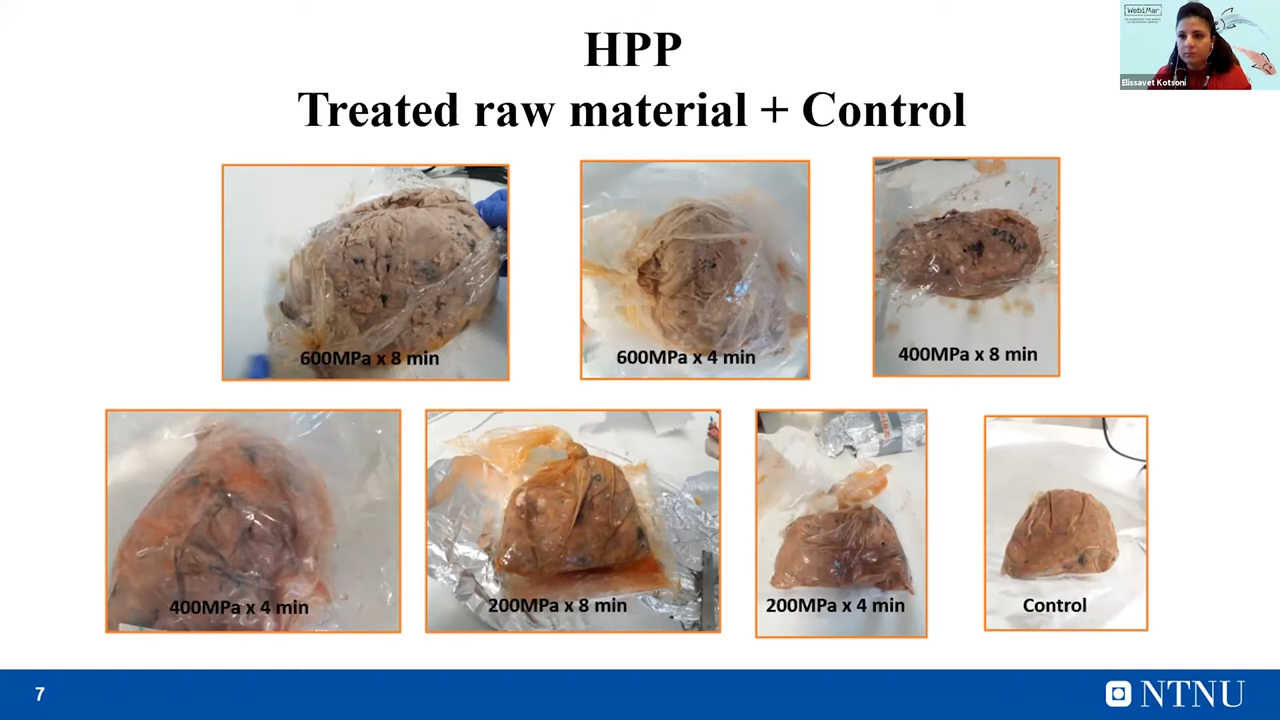 HPP
Treated raw material + Control
WebiMar
Elissavet Kotsoni
600MPa x 8 min
600MPa x 4 min
400MPa x 8 min
400MPa x 4 min
200MPa x 8 min
200MPa x 4 min
Control
7
NTNU